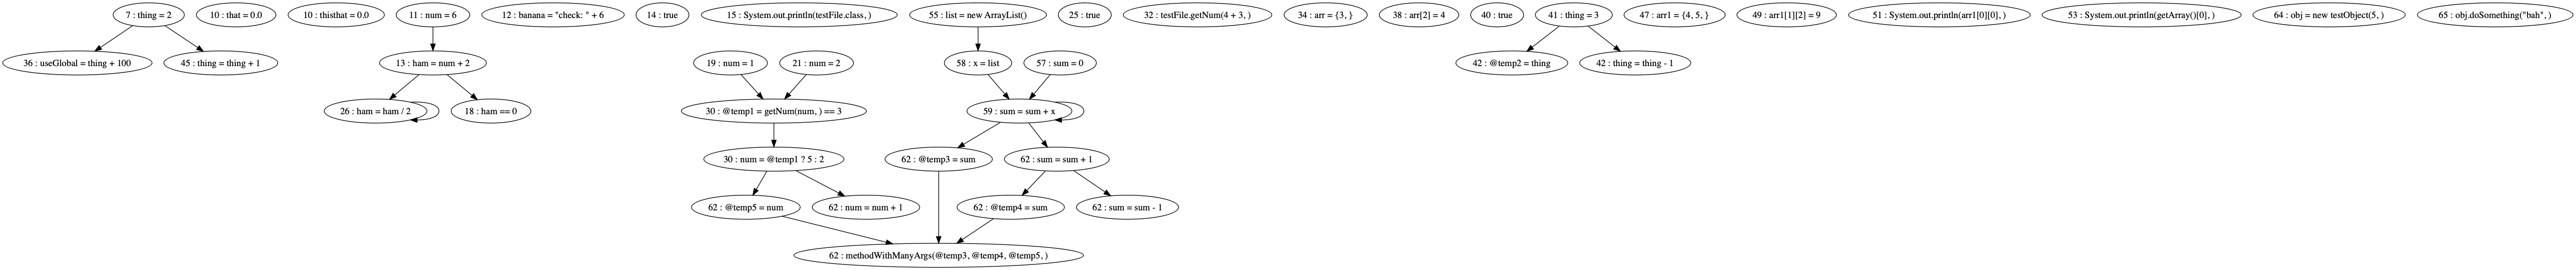 7 : thing = 2
10 : that = 0.0
10 : thisthat = 0.0
11 : num = 6
12 : banana = "check: " + 6
14 : true
15 : System.out.println(testFile.class, )
55 : list = new ArrayList()
25 : true
32 : testFile.getNum(4 + 3, )
34 : arr = {3, }
38 : arr[2] = 4
40 : true
41 : thing = 3
47 : arr1 = {4, 5, }
49 : arr1[1][2] = 9
51 : System.out.println(arr1[0][0], )
53 : System.out.println(getArray()[0], )
64 : obj = new testObject(5, )
65 : obj.doSomething("bah", )
36 : useGlobal = thing + 100
45 : thing = thing + 1
13 : ham = num + 2
19 : num = 1
21 : num = 2
58 : x = list
57 : sum = 0
42 : @temp2 = thing
42 : thing = thing - 1
26 : ham = ham / 2
18 : ham == 0
30 : @temp1 = getNum(num, ) == 3
59 : sum = sum + x
30 : num = @temp1 ? 5 : 2
62 : @temp3 = sum
62 : sum = sum + 1
62 : @temp5 = num
62 : num = num + 1
62 : @temp4 = sum
62 : sum = sum - 1
62 : methodWithManyArgs(@temp3, @temp4, @temp5, )